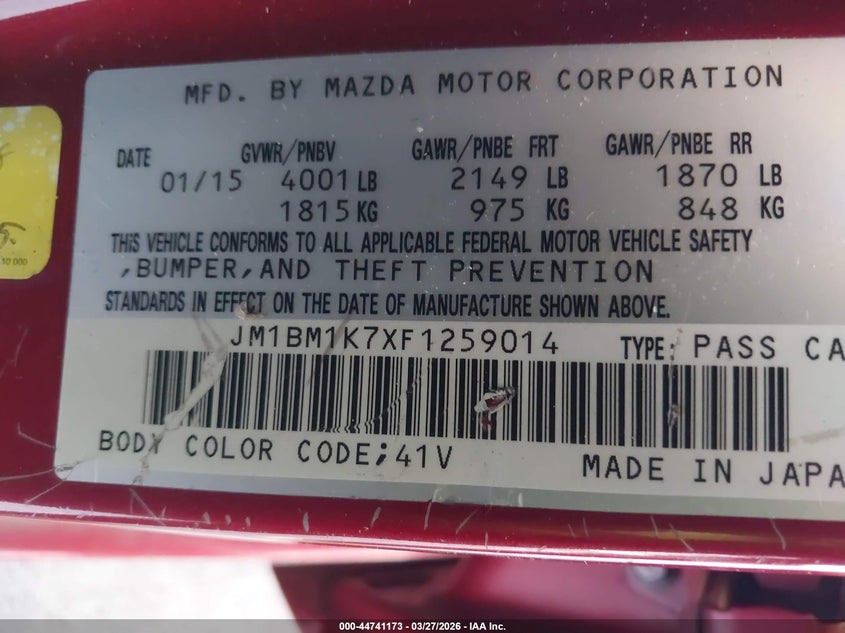 MFD. BY MAZDA MOTOR CORPORATION
DATE GVWR/PNBV GAWR/PNBE FRT GAWR/PNBE RR
01/15 4001 LB 2149 LB 1870 LB
1815 KG 975 KG 848 KG
THIS VEHICLE CONFORMS TO ALL APPLICABLE FEDERAL MOTOR VEHICLE SAFETY
,BUMPER,AND THEFT PREVENTION
STANDARDS IN EFFECT ON THE DATE OF MANUFACTURE SHOWN ABOVE.
JM1BM1K7XF1259014 TYPE: PASS CA
BODY COLOR CODE;41V
MADE IN JAPA
10 000
000-44741173 - 03/27/2026 - IAA Inc.